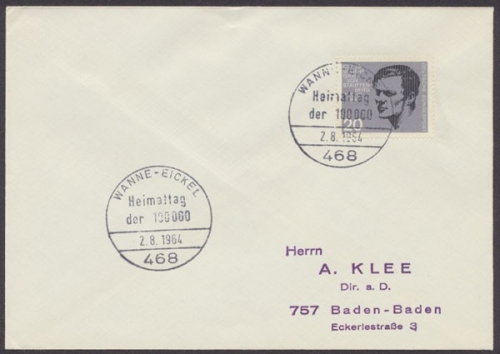 WANNE-EICKEL
Heimattag
der 100000
20
2.8.1964
468
WANNE-EICKEL
Heimattag
der 100000
2.8.1964
468
Herrn
A. KLEE
Dir. a. D.
757 Baden-Baden
Eckerlestraße 3